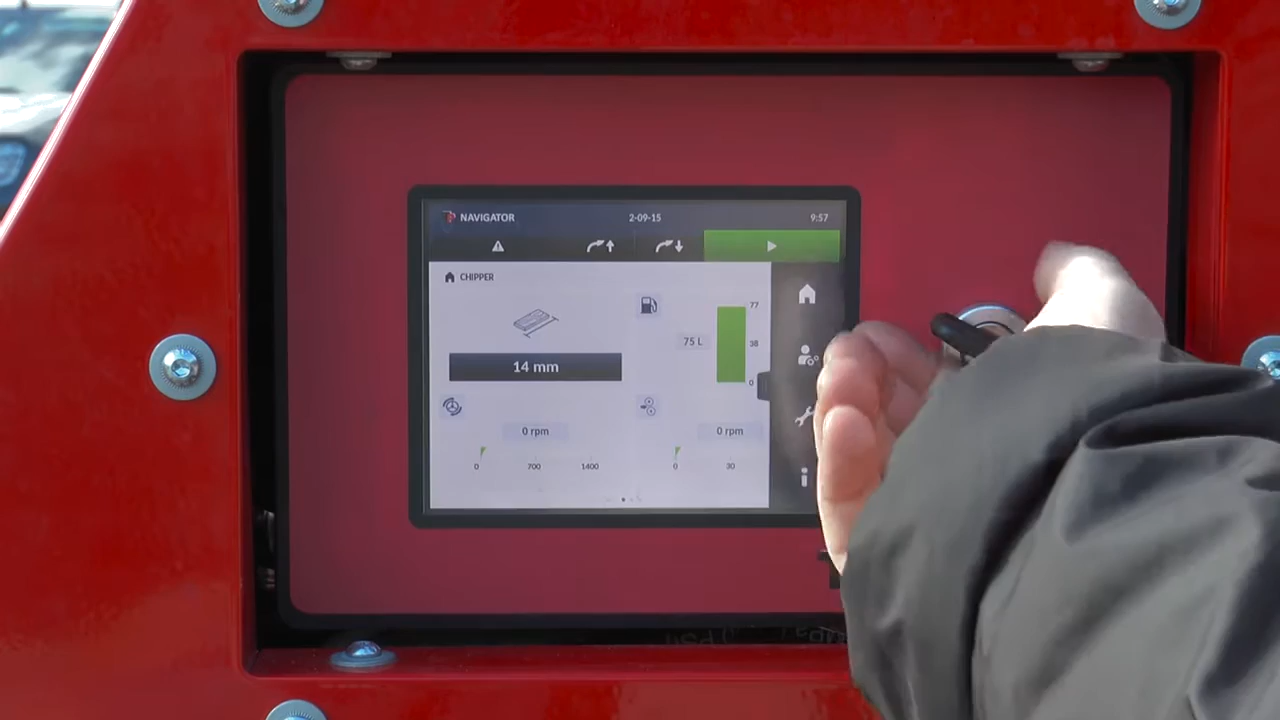 NAVIGATOR 2-09-15 9:57
CHIPPER
77
75 L 38
14 mm
0
0 rpm 0 rpm
0 700 1400 0 30